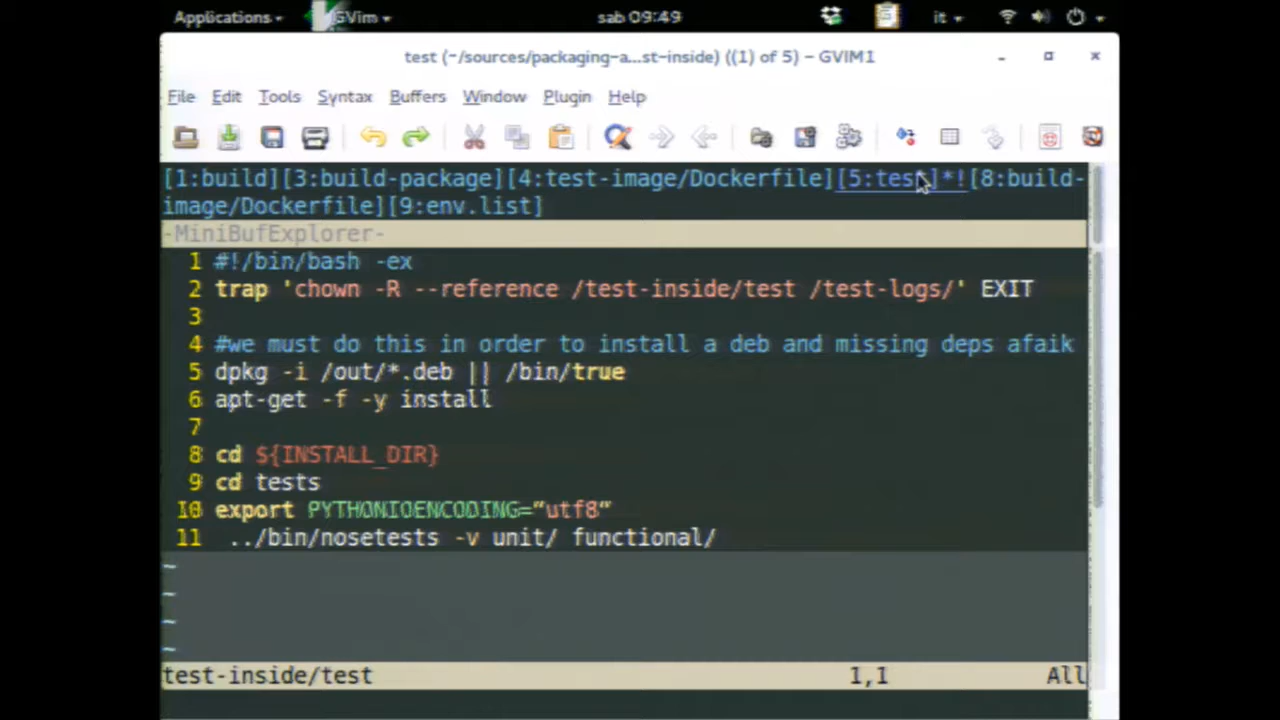 Applications GVim sab 09:49 it
test (~/sources/packaging-a...st-inside) ((1) of 5) - GVIM1
File Edit Tools Syntax Buffers Window Plugin Help
[1:build][3:build-package][4:test-image/Dockerfile][5:test]*![8:build-
image/Dockerfile][9:env.list]
-MiniBufExplorer-
1 #!/bin/bash -ex
2 trap 'chown -R --reference /test-inside/test /test-logs/' EXIT
3
4 #we must do this in order to install a deb and missing deps afaik
5 dpkg -i /out/*.deb || /bin/true
6 apt-get -f -y install
7
8 cd ${INSTALL_DIR}
9 cd tests
10 export PYTHONIOENCODING="utf8"
11 ../bin/nosetests -v unit/ functional/
~
~
~
~
test-inside/test 1,1 All